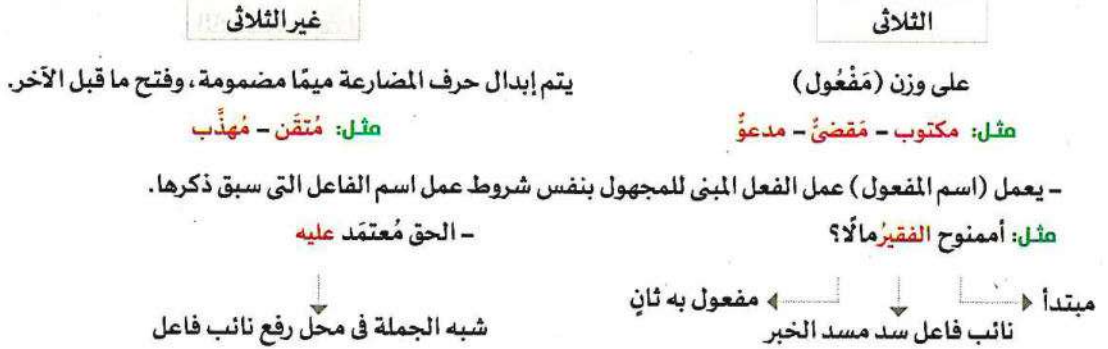 الثلاثى
غير الثلاثى
على وزن (مَفْعُول)
يتم إبدال حرف المضارعة ميمًا مضمومة، وفتح ما قبل الآخر.
مثل: مكتوب – مَقضىٌّ – مدعوٌّ
مثل: مُتقَن – مُهذَّب
– يعمل (اسم المفعول) عمل الفعل المبنى للمجهول بنفس شروط عمل اسم الفاعل التى سبق ذكرها.
مثل: أممنوح الفقيرُ مالًا؟
– الحق مُعتمَد عليه
مبتدأ
مفعول به ثانٍ
نائب فاعل سد مسد الخبر
شبه الجملة فى محل رفع نائب فاعل